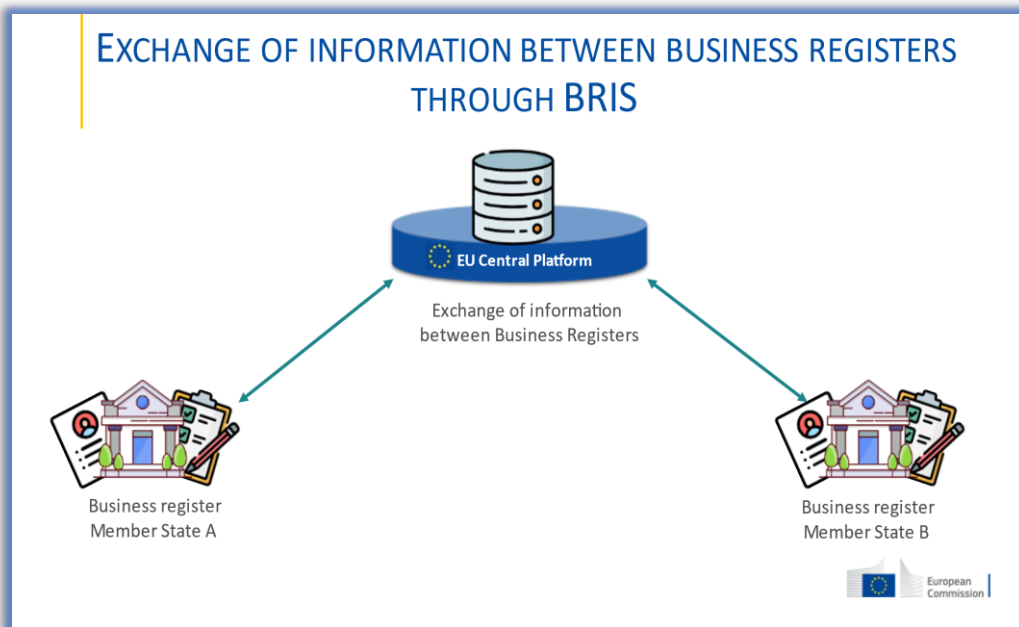 EXCHANGE OF INFORMATION BETWEEN BUSINESS REGISTERS
THROUGH BRIS
EU Central Platform
Exchange of information
between Business Registers
Business register
Member State A
Business register
Member State B
European
Commission